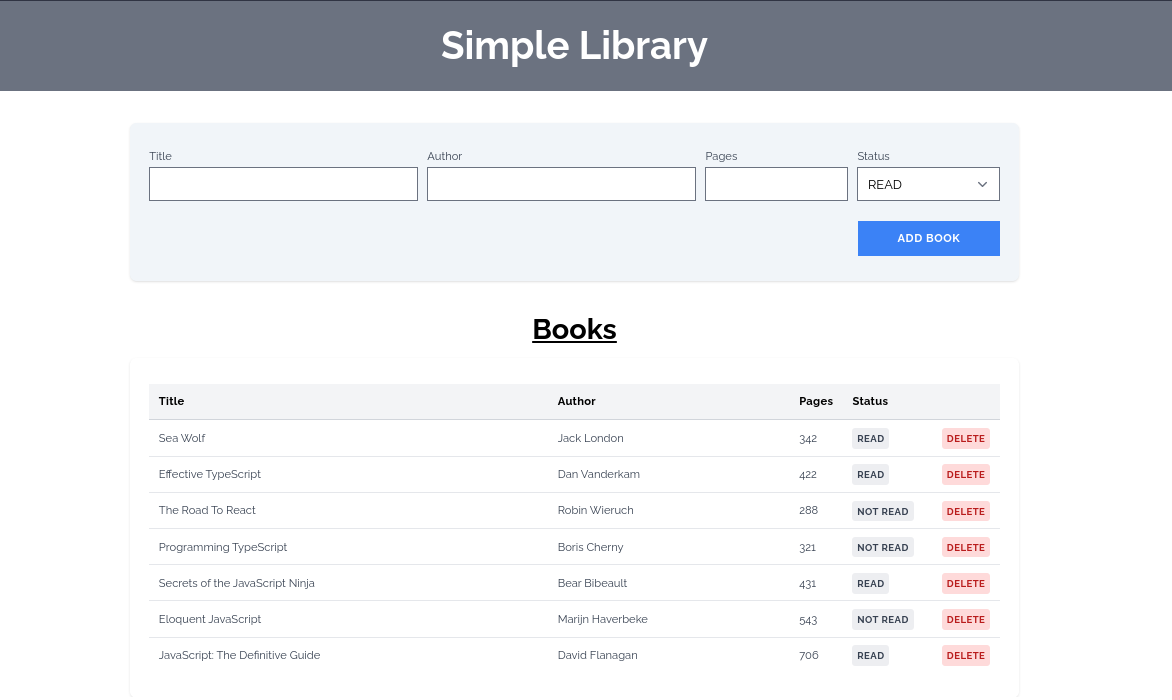 Simple Library
Title Author Pages Status
READ
ADD BOOK
Books
Title Author Pages Status
Sea Wolf Jack London 342 READ DELETE
Effective TypeScript Dan Vanderkam 422 READ DELETE
The Road To React Robin Wieruch 288 NOT READ DELETE
Programming TypeScript Boris Cherny 321 NOT READ DELETE
Secrets of the JavaScript Ninja Bear Bibeault 431 READ DELETE
Eloquent JavaScript Marijn Haverbeke 543 NOT READ DELETE
JavaScript: The Definitive Guide David Flanagan 706 READ DELETE